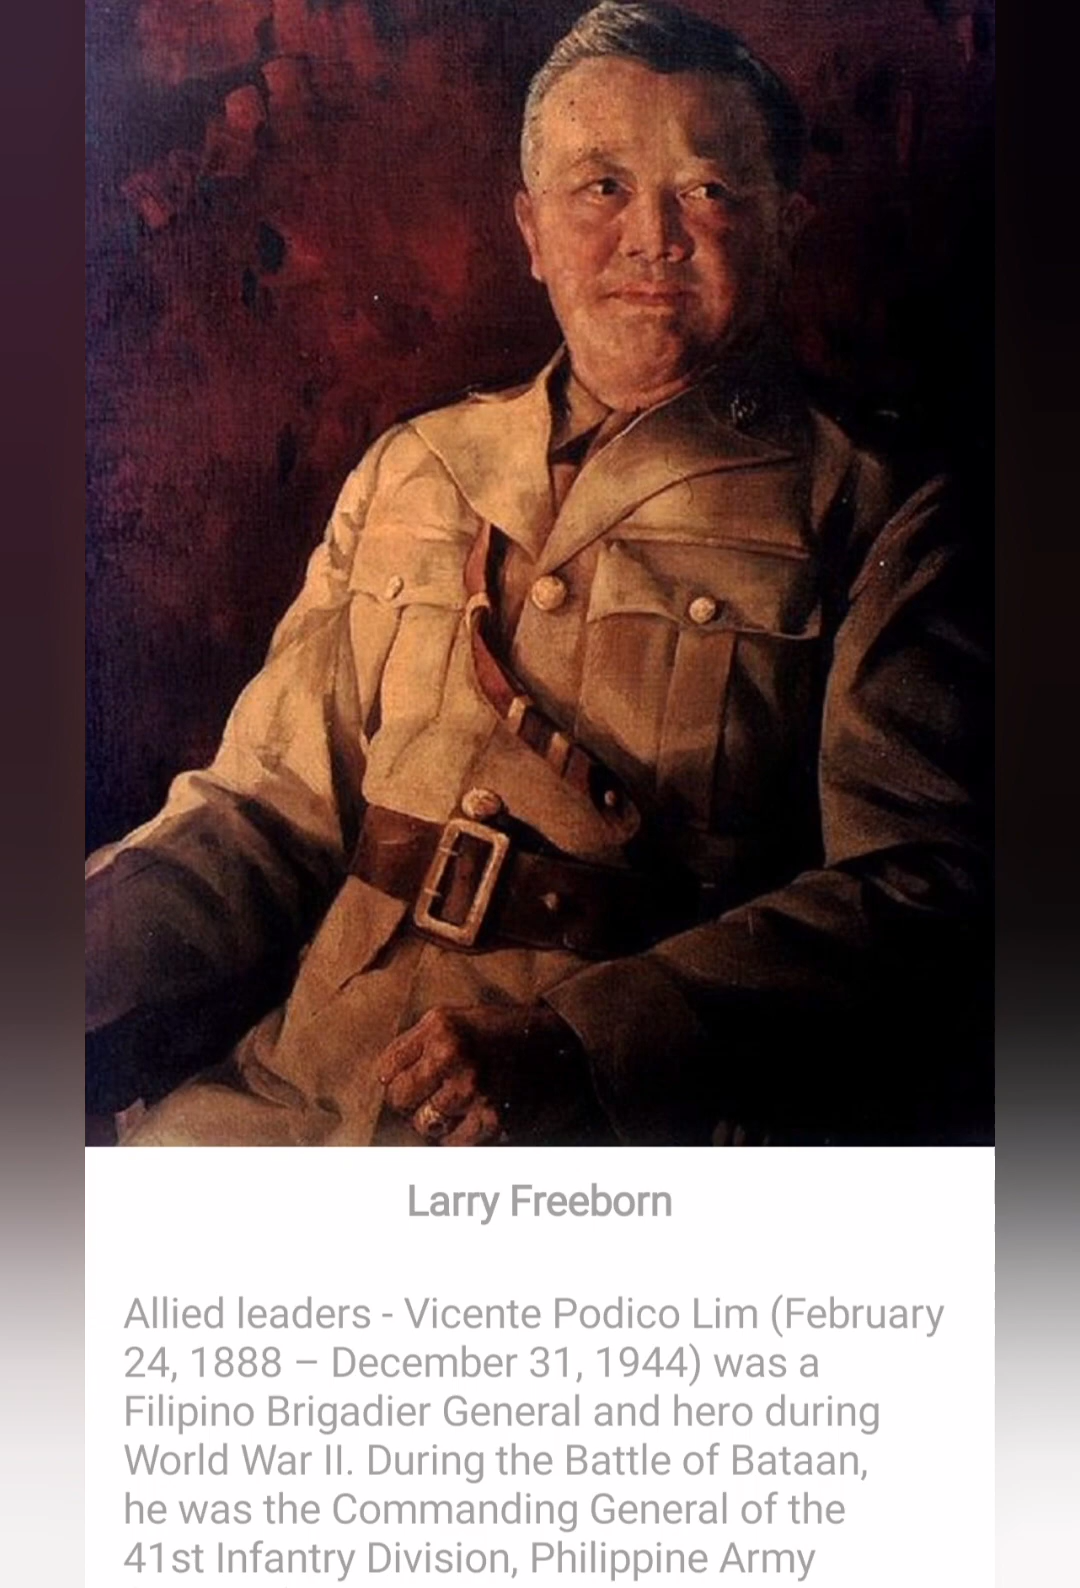 Larry Freeborn
Allied leaders - Vicente Podico Lim (February
24, 1888 – December 31, 1944) was a
Filipino Brigadier General and hero during
World War II. During the Battle of Bataan,
he was the Commanding General of the
41st Infantry Division, Philippine Army